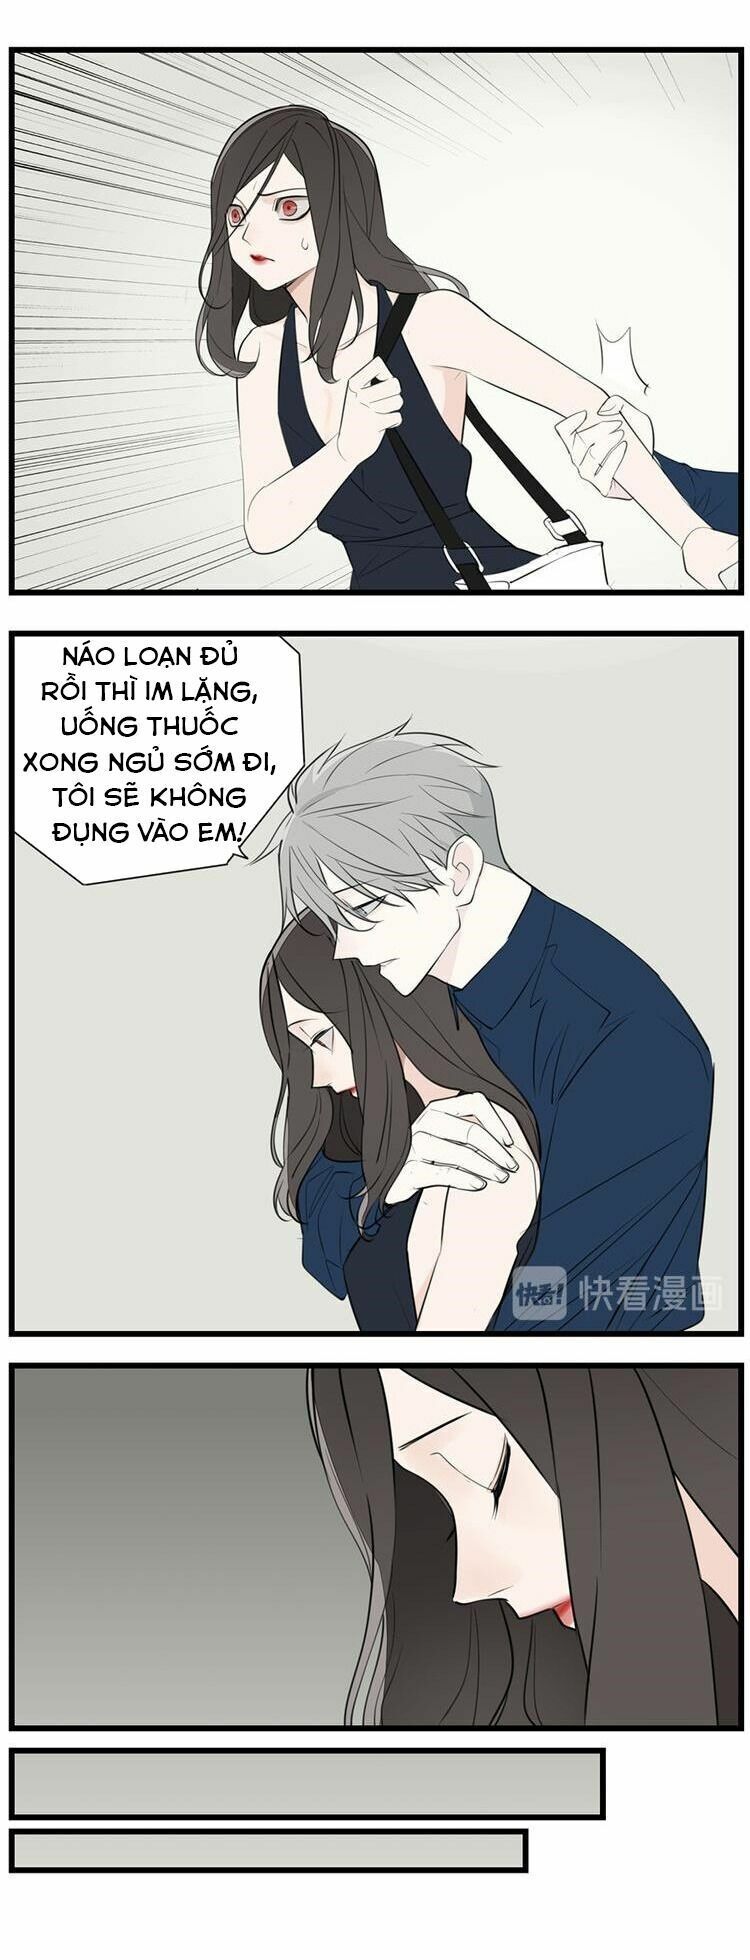 NÁO LOẠN ĐỦ
RỒI THÌ IM LẶNG,
UỐNG THUỐC
XONG NGỦ SỚM ĐI,
TÔI SẼ KHÔNG
ĐỤNG VÀO EM!
快看! 快看漫画